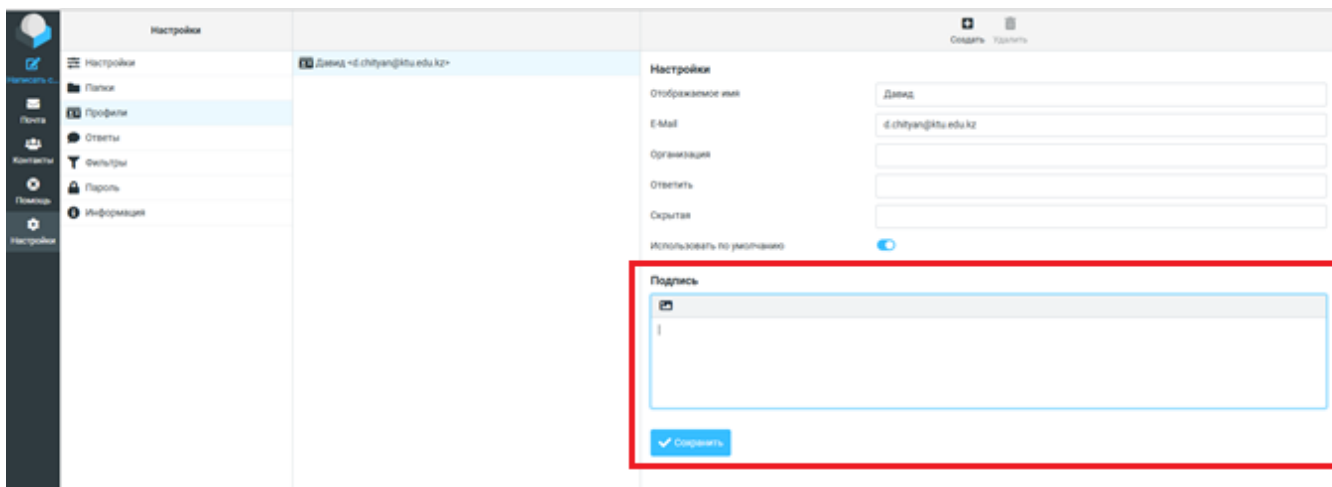 Написать с...
Почта
Контакты
Помощь
Настройки
Настройки
Настройки
Папки
Профили
Ответы
Фильтры
Пароль
Информация
Давид <d.chityan@ktu.edu.kz>
Создать Удалить
Настройки
Отображаемое имя Давид
E-Mail d.chityan@ktu.edu.kz
Организация
Ответить
Скрытая
Использовать по умолчанию
Подпись
Сохранить